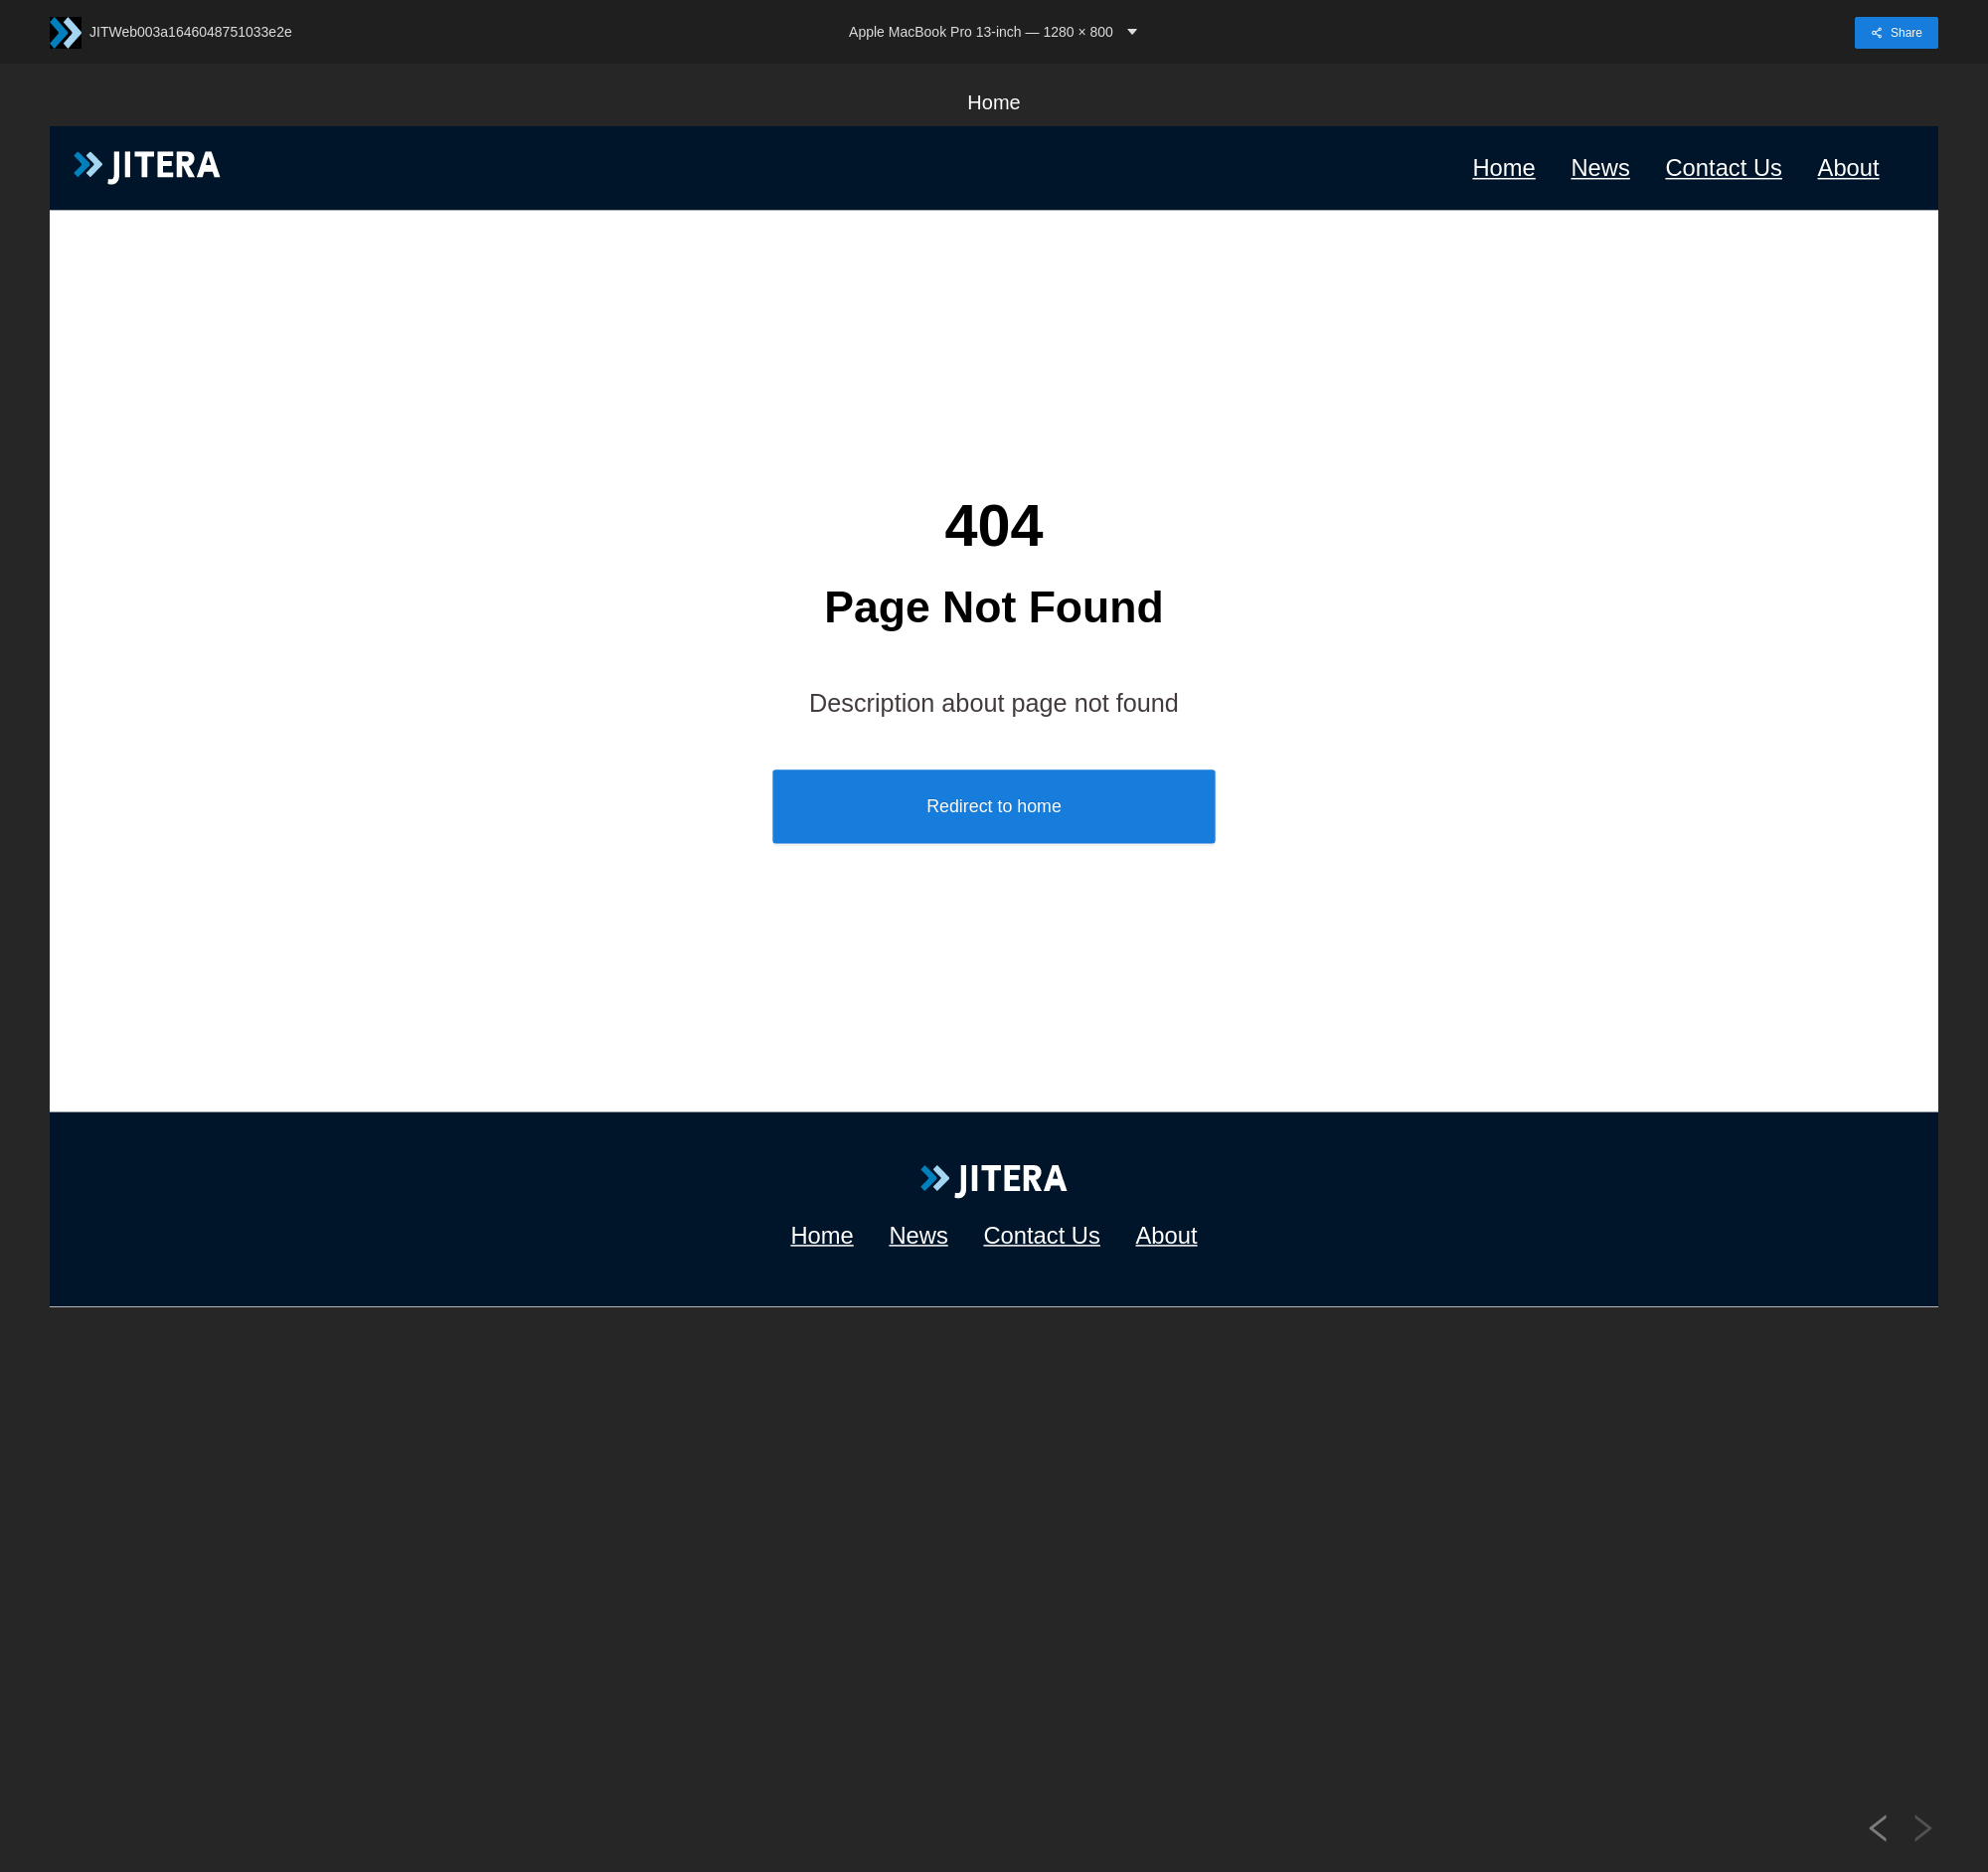 JITWeb003a1646048751033e2e
Apple MacBook Pro 13-inch — 1280 × 800
Share
Home
JITERA
Home News Contact Us About
404
Page Not Found
Description about page not found
Redirect to home
JITERA
Home News Contact Us About